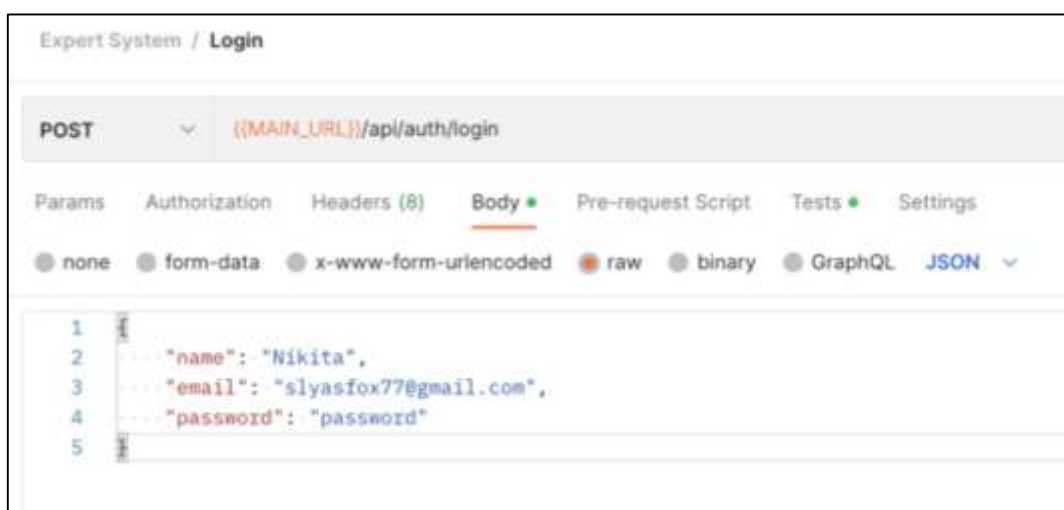 Expert System / Login
POST {{MAIN_URL}}/api/auth/login
Params Authorization Headers (8) Body Pre-request Script Tests Settings
none form-data x-www-form-urlencoded raw binary GraphQL JSON
1 {
2 "name": "Nikita",
3 "email": "slyasfox77@gmail.com",
4 "password": "password"
5 }